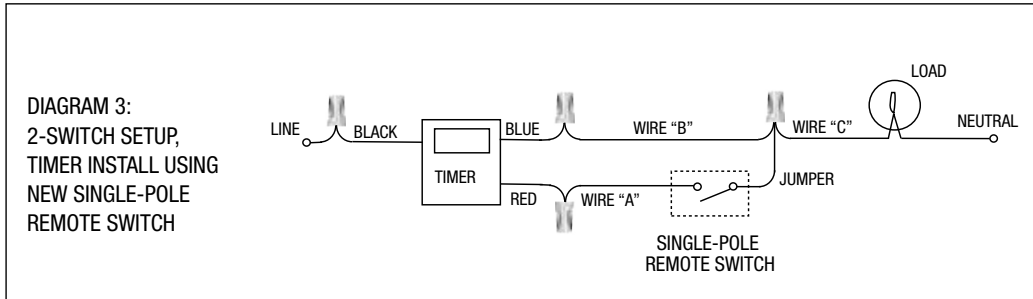 DIAGRAM 3:
2-SWITCH SETUP,
TIMER INSTALL USING
NEW SINGLE-POLE
REMOTE SWITCH
LINE
BLACK
TIMER
BLUE
RED
WIRE “B”
WIRE “A”
WIRE “C”
JUMPER
SINGLE-POLE
REMOTE SWITCH
LOAD
NEUTRAL